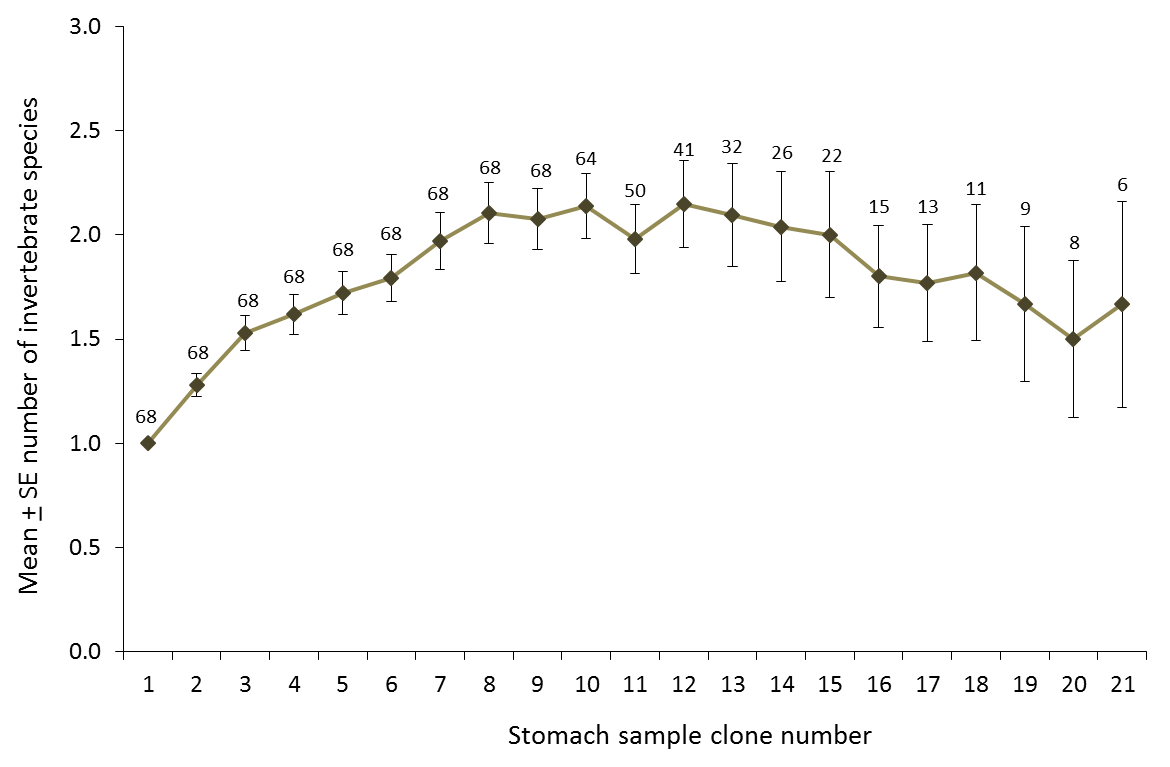 3.0
2.5
2.0
1.5
1.0
0.5
0.0
Mean ± SE number of invertebrate species
68 68 68 68 68 68 68 68 68 64 50 41 32 26 22 15 13 11 9 8 6
1 2 3 4 5 6 7 8 9 10 11 12 13 14 15 16 17 18 19 20 21
Stomach sample clone number